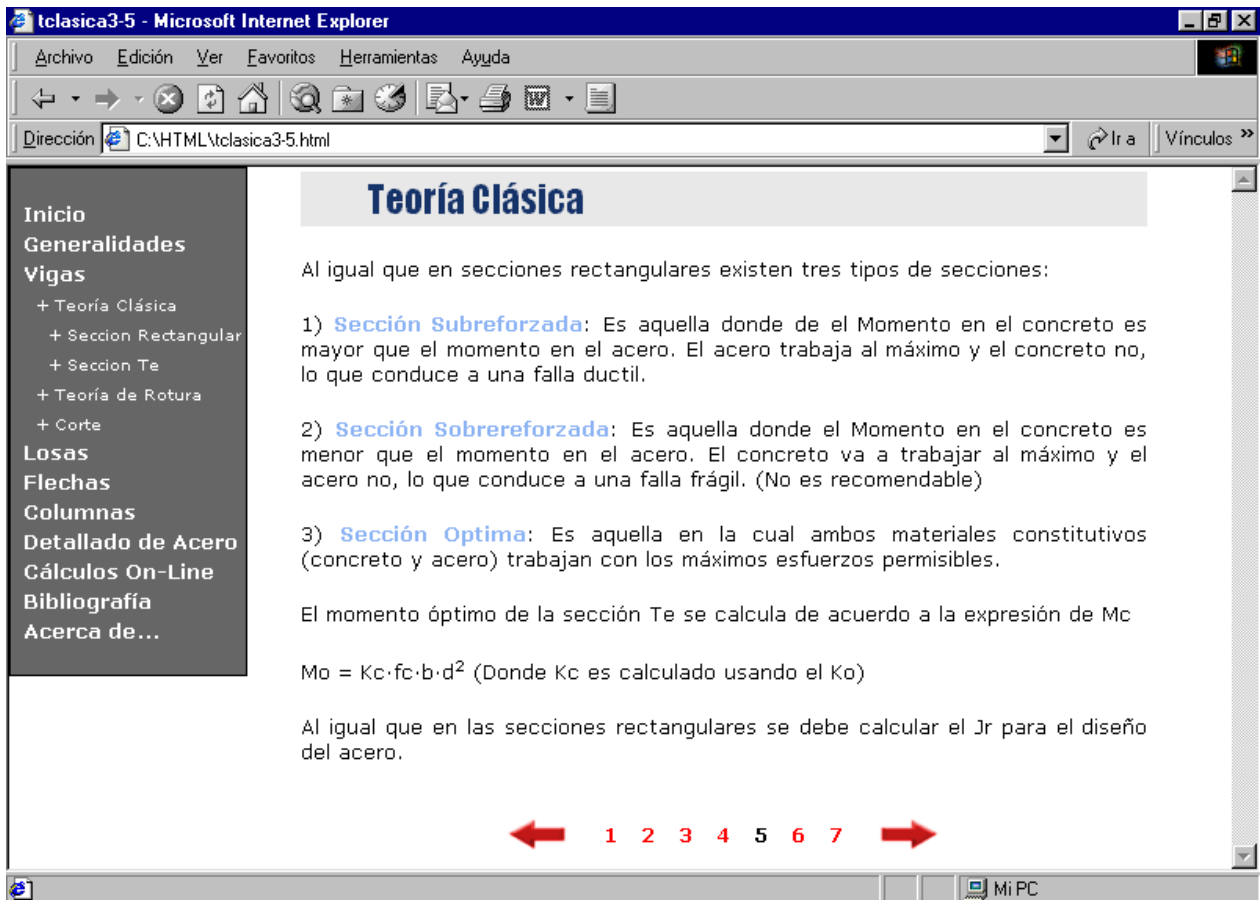 tclasica3-5 - Microsoft Internet Explorer
Archivo Edición Ver Favoritos Herramientas Ayuda
Dirección C:\HTML\tclasica3-5.html Ir a Vínculos »
Inicio
Generalidades
Vigas
+ Teoría Clásica
+ Seccion Rectangular
+ Seccion Te
+ Teoría de Rotura
+ Corte
Losas
Flechas
Columnas
Detallado de Acero
Cálculos On-Line
Bibliografía
Acerca de...
Teoría Clásica
Al igual que en secciones rectangulares existen tres tipos de secciones:
1) Sección Subreforzada: Es aquella donde de el Momento en el concreto es
mayor que el momento en el acero. El acero trabaja al máximo y el concreto no,
lo que conduce a una falla ductil.
2) Sección Sobrereforzada: Es aquella donde el Momento en el concreto es
menor que el momento en el acero. El concreto va a trabajar al máximo y el
acero no, lo que conduce a una falla frágil. (No es recomendable)
3) Sección Optima: Es aquella en la cual ambos materiales constitutivos
(concreto y acero) trabajan con los máximos esfuerzos permisibles.
El momento óptimo de la sección Te se calcula de acuerdo a la expresión de Mc
Mo = Kc·fc·b·d² (Donde Kc es calculado usando el Ko)
Al igual que en las secciones rectangulares se debe calcular el Jr para el diseño
del acero.
1 2 3 4 5 6 7
Mi PC